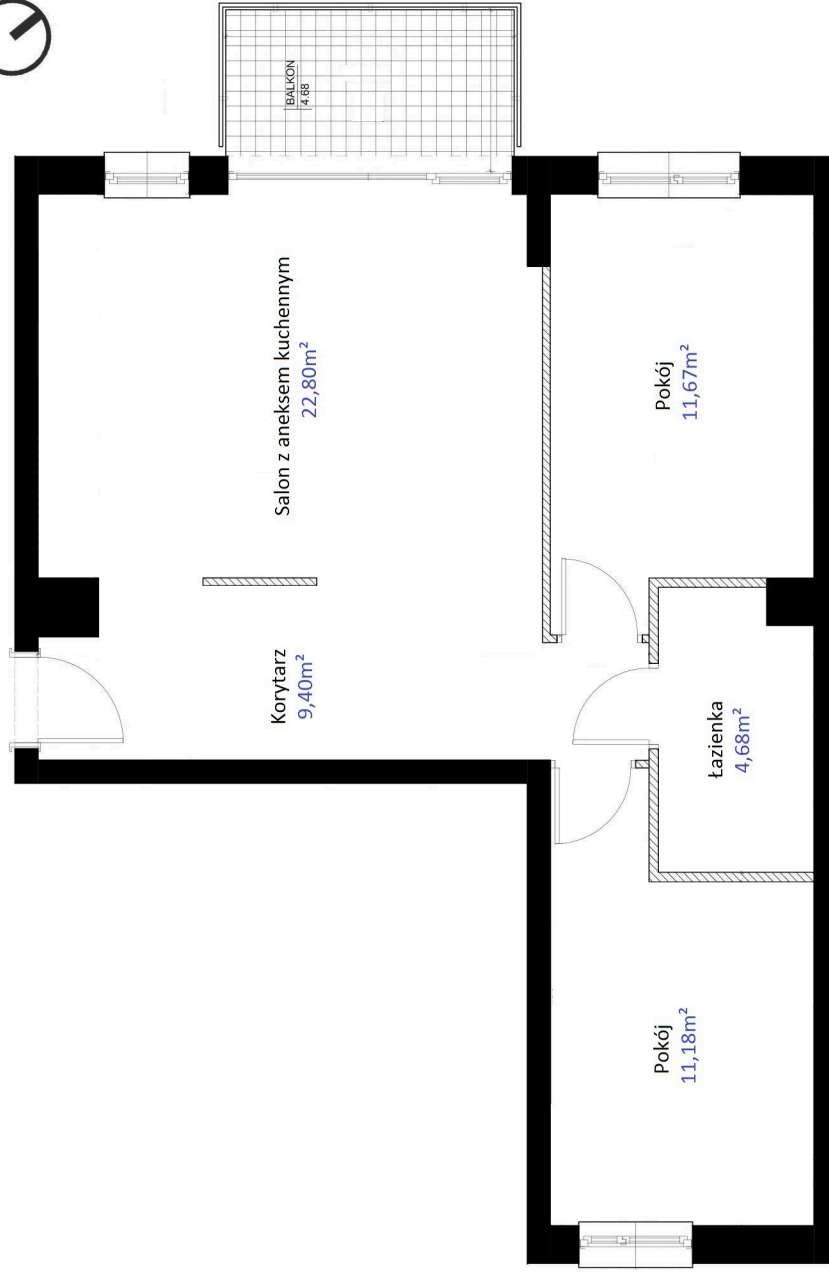 BALKON
4.68
Salon z aneksem kuchennym
22,80m²
Pokój
11,67m²
Korytarz
9,40m²
Łazienka
4,68m²
Pokój
11,18m²